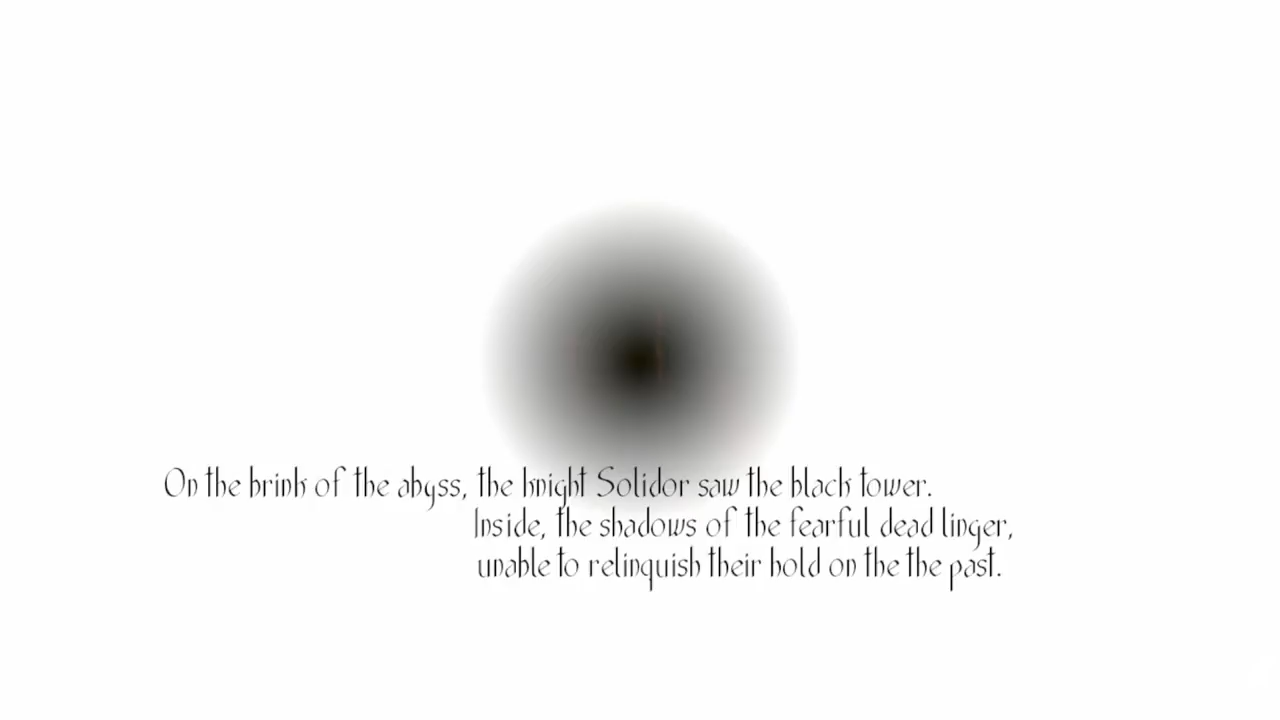 On the brink of the abyss, the knight Solidor saw the black tower.
Inside, the shadows of the fearful dead linger,
unable to relinquish their hold on the the past.